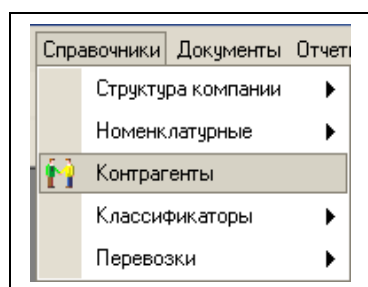 Справочники Документы Отчеты
Структура компании
Номенклатурные
Контрагенты
Классификаторы
Перевозки